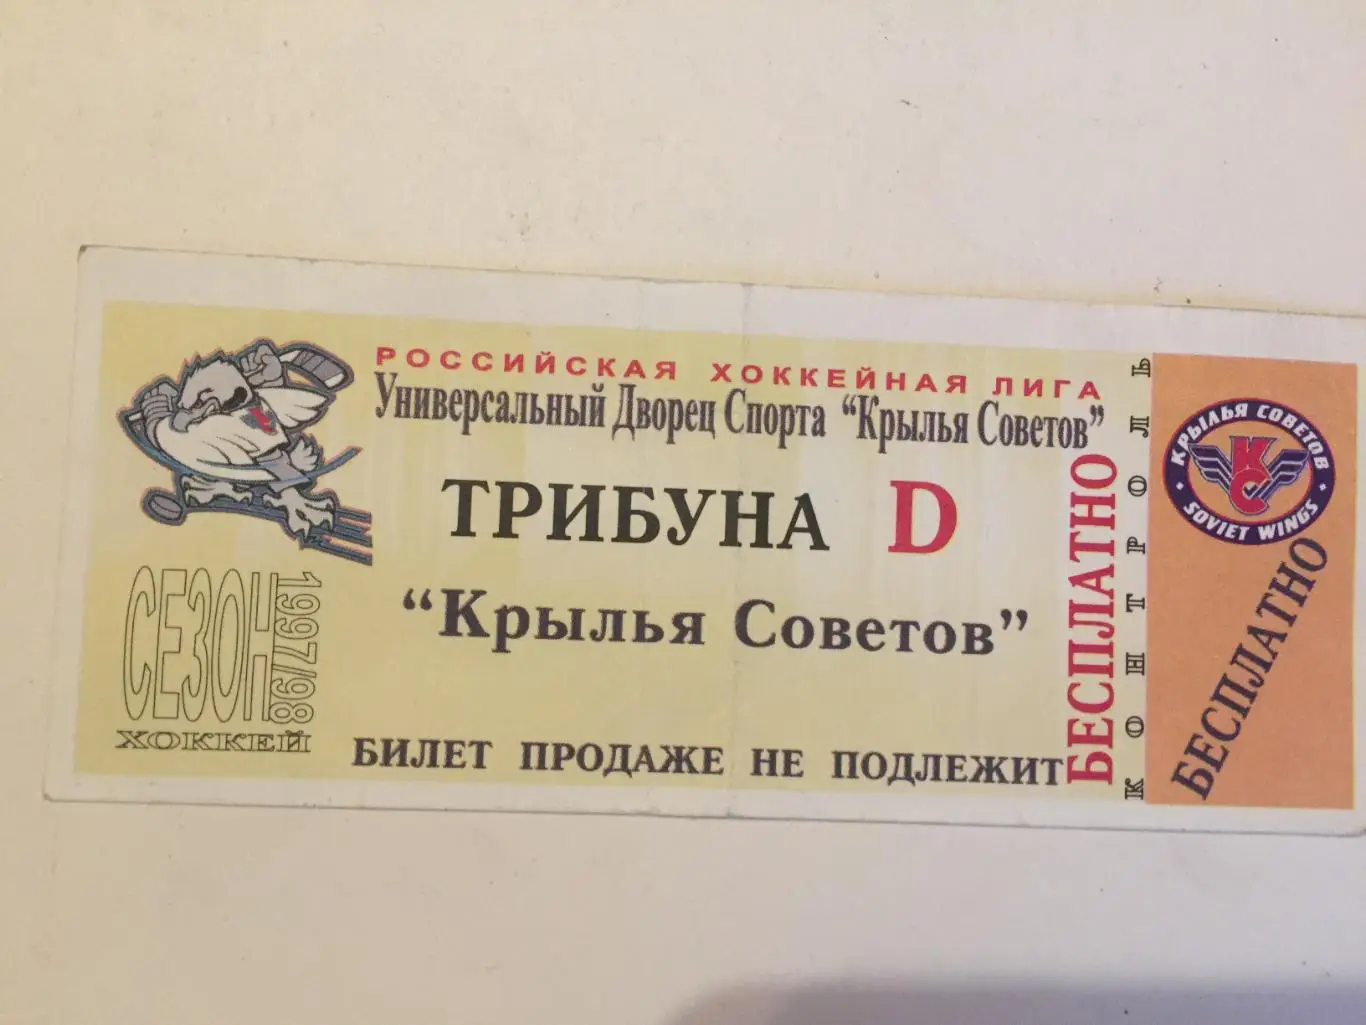 РОССИЙСКАЯ ХОККЕЙНАЯ ЛИГА
Универсальный Дворец Спорта “Крылья Советов”
ТРИБУНА D
“Крылья Советов”
БИЛЕТ ПРОДАЖЕ НЕ ПОДЛЕЖИТ
СЕЗОН
1997/98
ХОККЕЙ
БЕСПЛАТНО
КОНТРОЛЬ
КРЫЛЬЯ СОВЕТОВ
КС
SOVIET WINGS
БЕСПЛАТНО